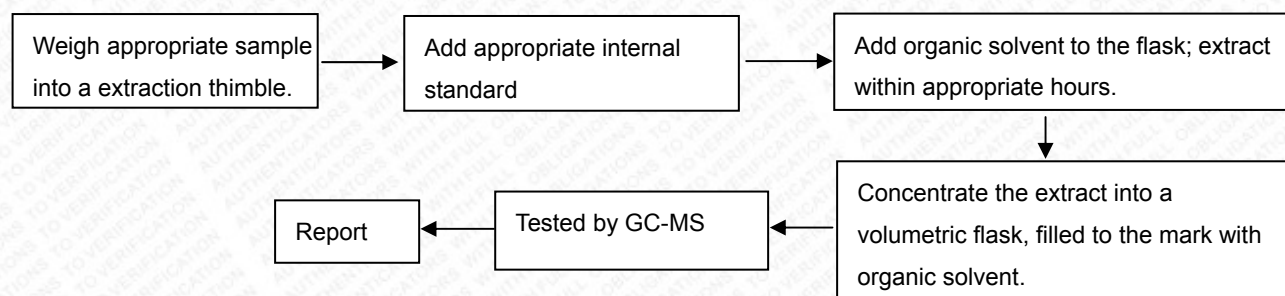 Weigh appropriate sample
into a extraction thimble.
Add appropriate internal
standard
Add organic solvent to the flask; extract
within appropriate hours.
Concentrate the extract into a
volumetric flask, filled to the mark with
organic solvent.
Tested by GC-MS
Report